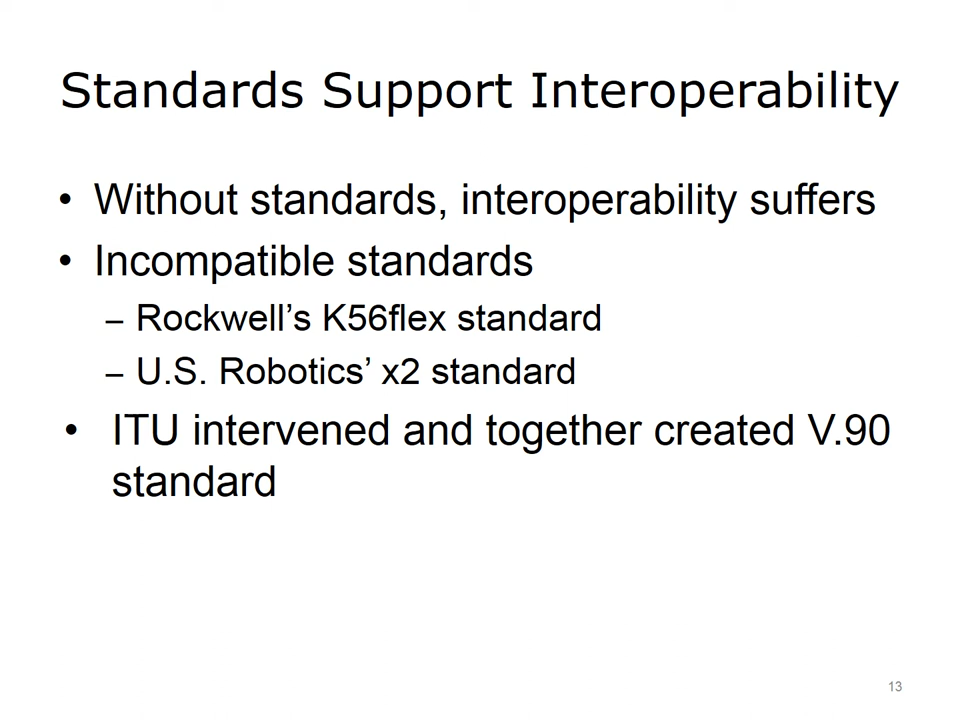 Standards Support Interoperability
• Without standards, interoperability suffers
• Incompatible standards
– Rockwell’s K56flex standard
– U.S. Robotics’ x2 standard
• ITU intervened and together created V.90
standard
13